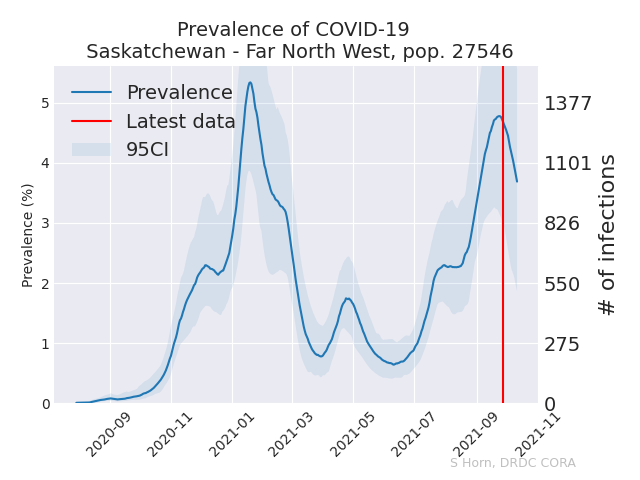 Prevalence of COVID-19
Saskatchewan - Far North West, pop. 27546
Prevalence
Latest data
95CI
Prevalence (%)
5
4
3
2
1
0
1377
1101
826
550
275
0
# of infections
2020-09
2020-11
2021-01
2021-03
2021-05
2021-07
2021-09
2021-11
S Horn, DRDC CORA